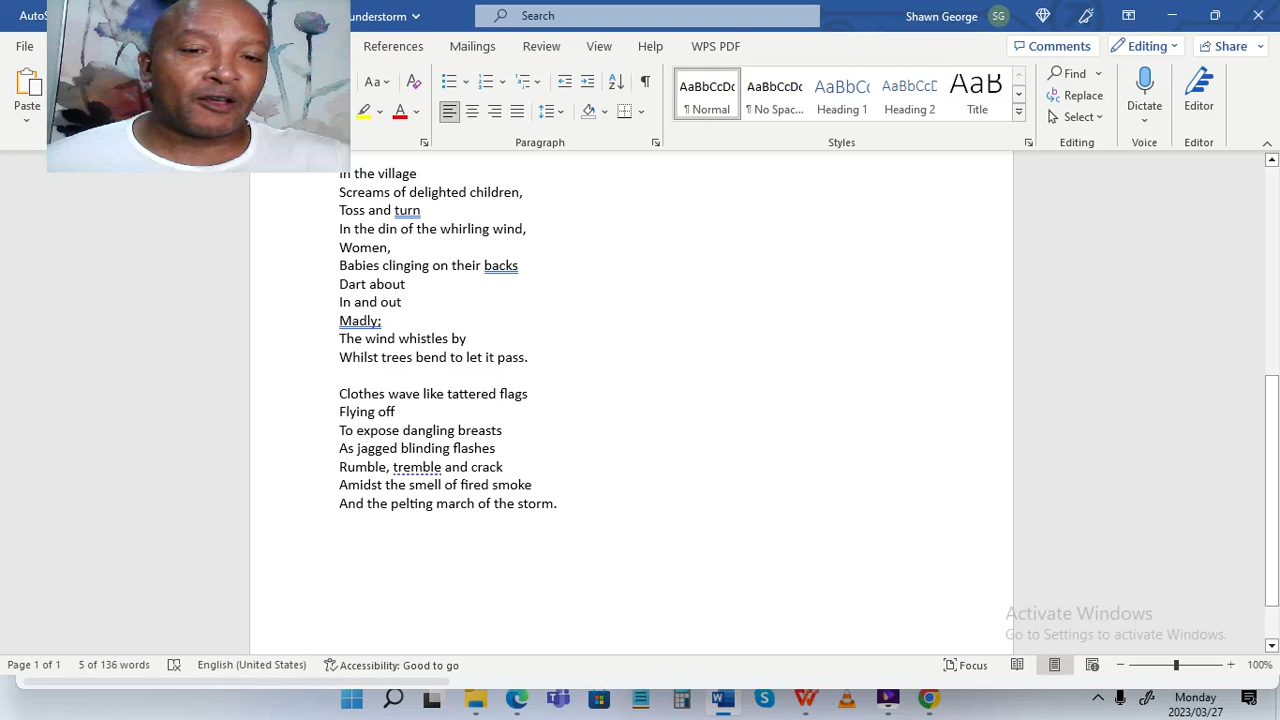 AutoS
understorm
Search
Shawn George
SG
File
References
Mailings
Review
View
Help
WPS PDF
Comments
Editing
Share
Paste
Aa
A
AaBbCcDc
AaBbCcDc
AaBbCc
AaBbCcD
AaB
¶ Normal
¶ No Spac...
Heading 1
Heading 2
Title
Find
Replace
Select
Dictate
Editor
Paragraph
Styles
Editing
Voice
Editor
In the village
Screams of delighted children,
Toss and turn
In the din of the whirling wind,
Women,
Babies clinging on their backs
Dart about
In and out
Madly;
The wind whistles by
Whilst trees bend to let it pass.
Clothes wave like tattered flags
Flying off
To expose dangling breasts
As jagged blinding flashes
Rumble, tremble and crack
Amidst the smell of fired smoke
And the pelting march of the storm.
Activate Windows
Go to Settings to activate Windows.
Page 1 of 1
5 of 136 words
English (United States)
Accessibility: Good to go
Focus
100%
Monday
2023/03/27